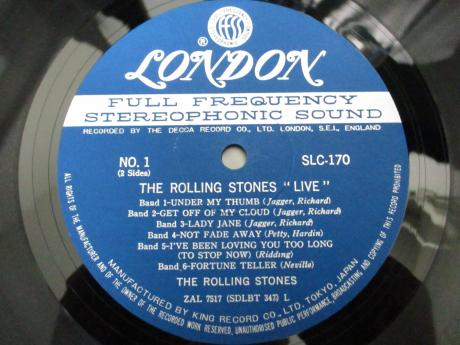 LONDON
®
FULL FREQUENCY
STEREOPHONIC SOUND
RECORDED BY THE DECCA RECORD CO., LTD. LONDON, S.E.I., ENGLAND
NO. 1 SLC-170
(2 Sides)
THE ROLLING STONES "LIVE"
Band 1-UNDER MY THUMB (Jagger, Richard)
Band 2-GET OFF OF MY CLOUD (Jagger, Richard)
Band 3-LADY JANE (Jagger, Richard)
Band 4-NOT FADE AWAY (Petty, Hardin)
Band 5-I'VE BEEN LOVING YOU TOO LONG
(TO STOP NOW) (Ridding)
Band 6-FORTUNE TELLER (Neville)
THE ROLLING STONES
ZAL 7517 (SDLBT 347) L
MANUFACTURED BY KING RECORD CO., LTD. TOKYO, JAPAN
ALL RIGHTS OF THE MANUFACTURER AND OF THE OWNER OF THE RECORDED WORK RESERVED, UNAUTHORISED PUBLIC PERFORMANCE, BROADCASTING, AND COPYING OF THIS RECORD PROHIBITED